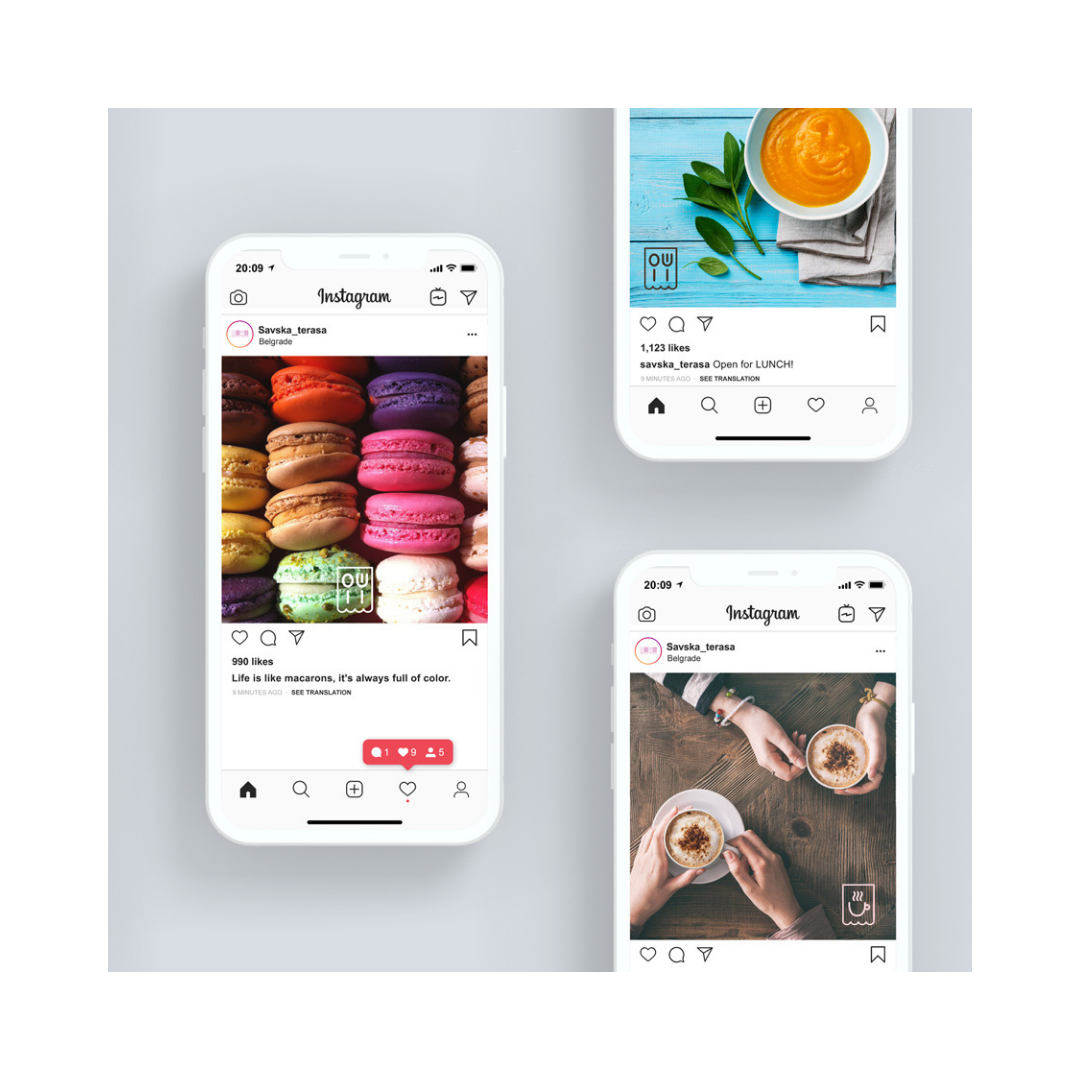 20:09
Instagram
Savska_terasa
Belgrade
OU
990 likes
Life is like macarons, it's always full of color.
9 MINUTES AGO · SEE TRANSLATION
1 9 5
OU
1,123 likes
savska_terasa Open for LUNCH!
9 MINUTES AGO · SEE TRANSLATION
20:09
Instagram
Savska_terasa
Belgrade